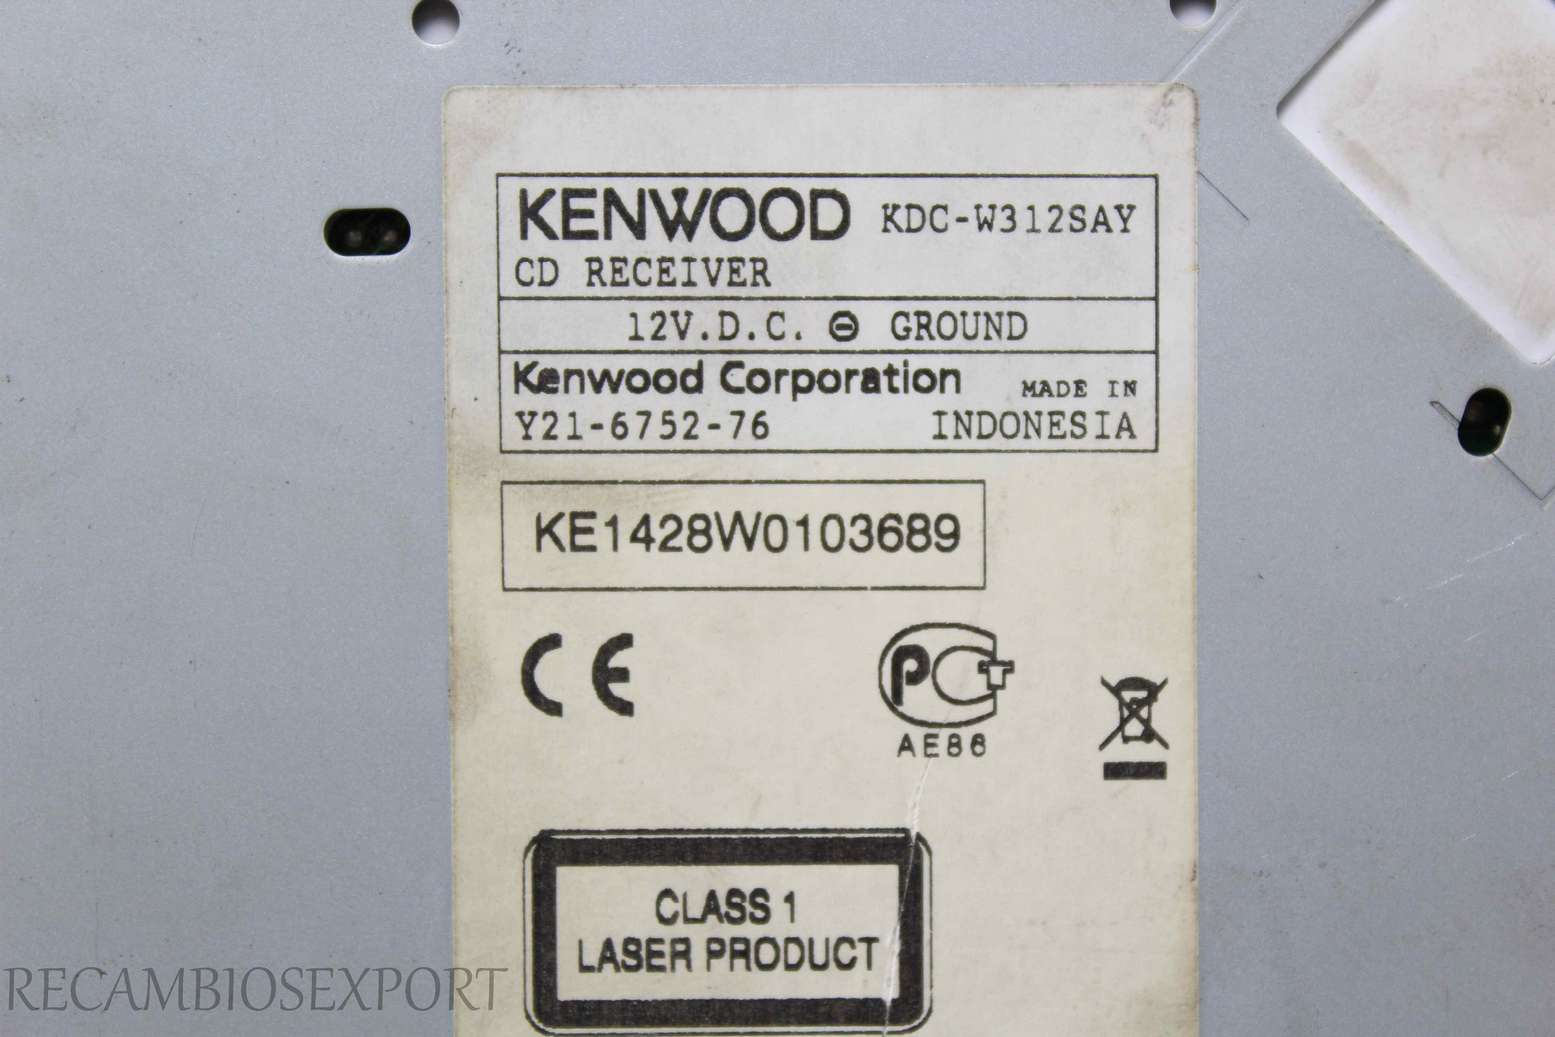 KENWOOD KDC-W312SAY
CD RECEIVER
12V.D.C. ⊖ GROUND
Kenwood Corporation MADE IN
Y21-6752-76 INDONESIA
KE1428W0103689
CE
PCT
AE86
CLASS 1
LASER PRODUCT
RECAMBIOSEXPORT